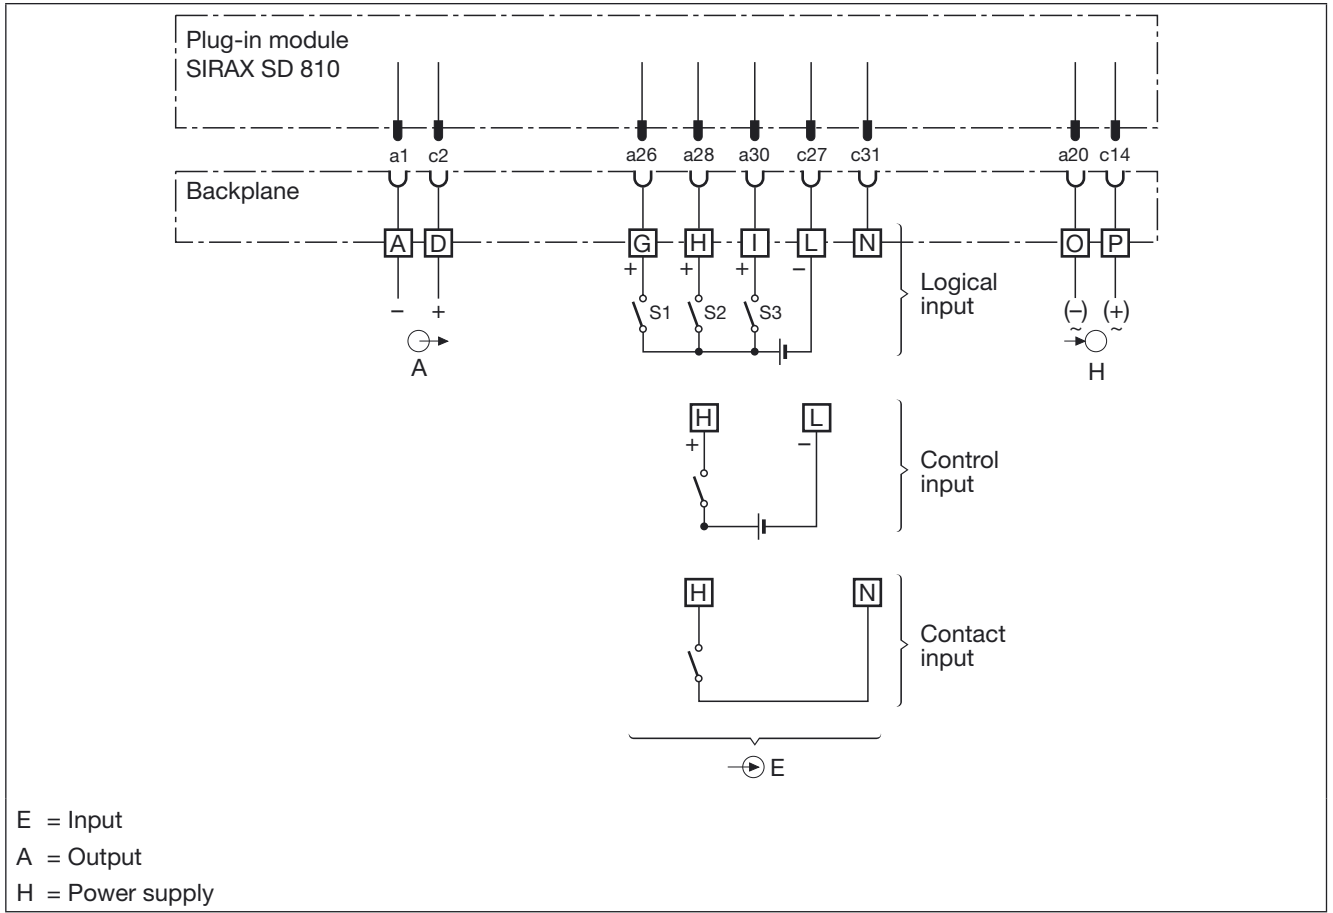 Plug-in module
SIRAX SD 810
a1 c2 a26 a28 a30 c27 c31 a20 c14
Backplane
A D G H I L N O P
+ + + −
Logical
input
− + S1 S2 S3 (−) (+)
~ ~
A H
H L
+ −
Control
input
H N
Contact
input
E
E = Input
A = Output
H = Power supply